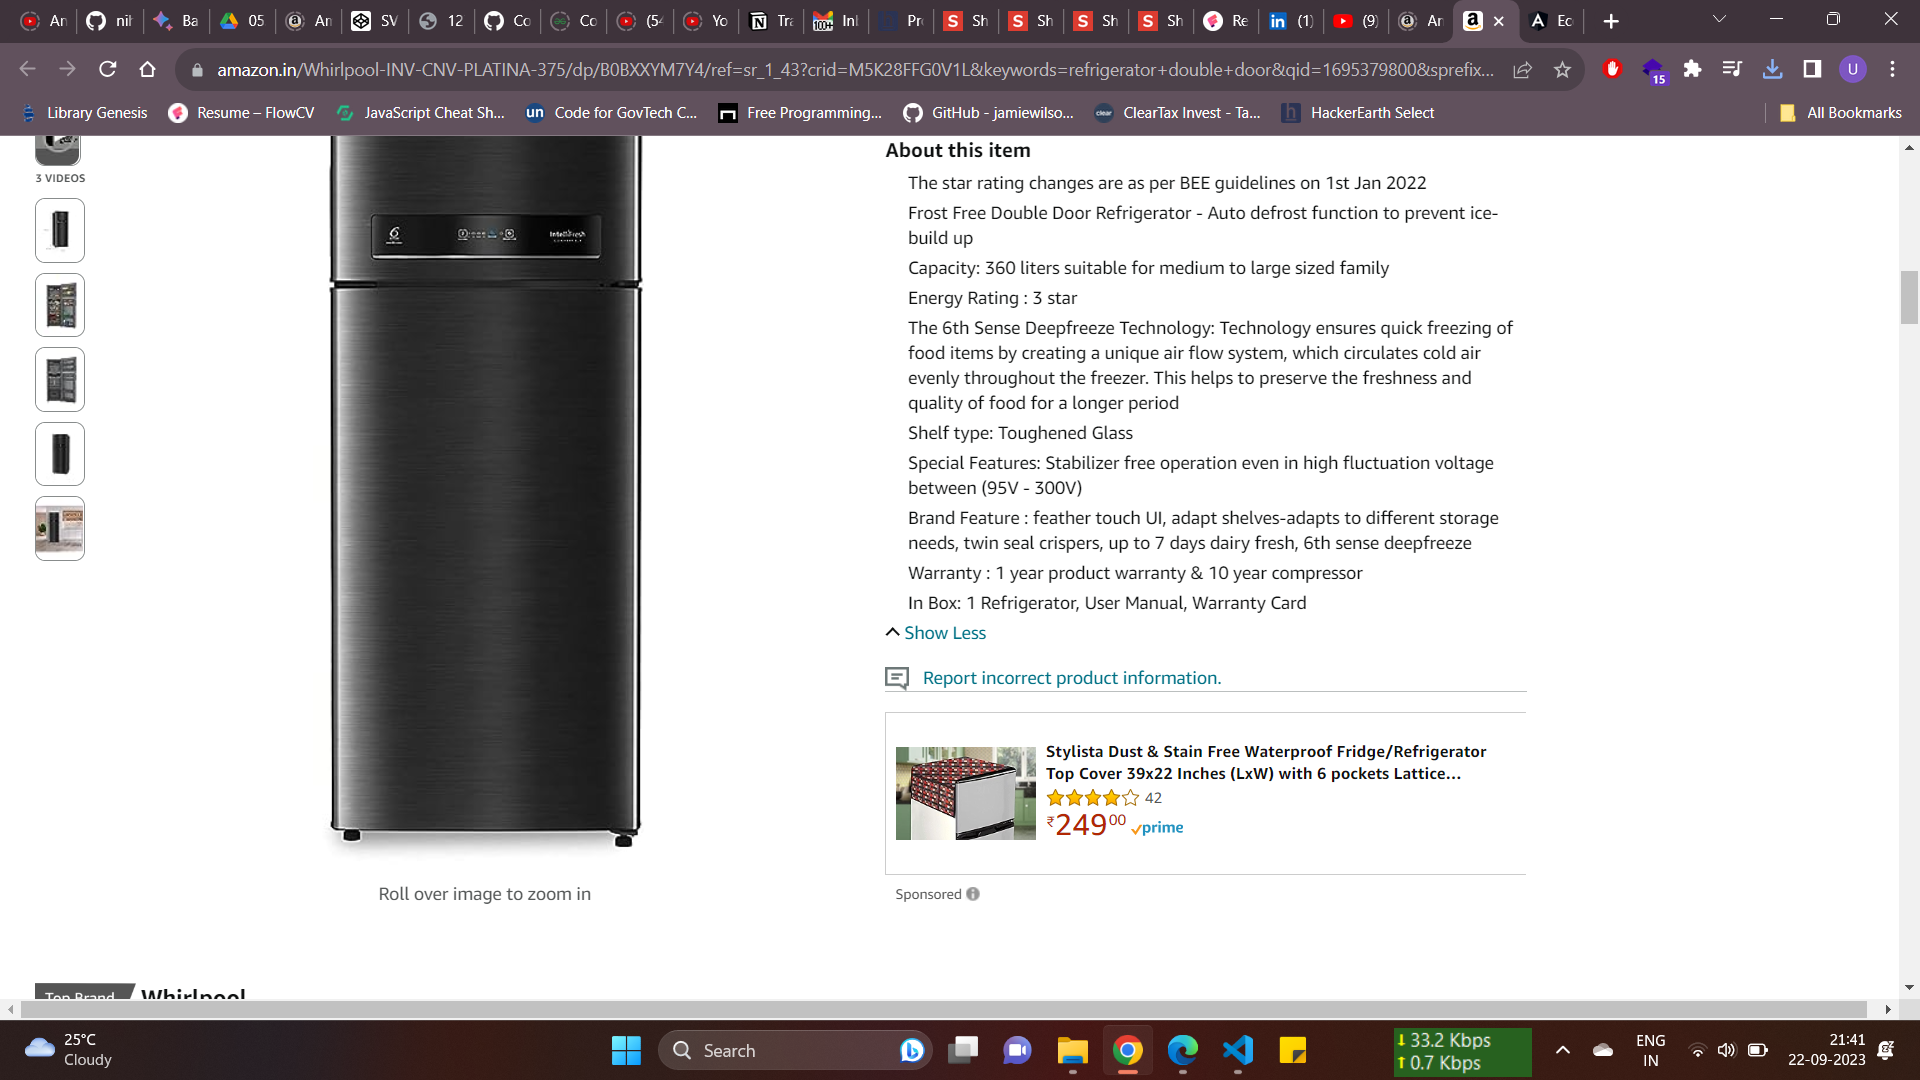 An
nil
Ba
05
An
SV
12
Co
Co
(54
Yo
Tra
100+
Inb
Pro
Sh
Sh
Sh
Sh
Re
(1)
(9)
An
Ec
amazon.in/Whirlpool-INV-CNV-PLATINA-375/dp/B0BXXYM7Y4/ref=sr_1_43?crid=M5K28FFG0V1L&keywords=refrigerator+double+door&qid=1695379800&sprefix...
15
U
Library Genesis
Resume – FlowCV
JavaScript Cheat Sh...
un
Code for GovTech C...
Free Programming...
GitHub - jamiewilso...
clear
ClearTax Invest - Ta...
HackerEarth Select
All Bookmarks
3 VIDEOS
IntelliFresh
Roll over image to zoom in
About this item
The star rating changes are as per BEE guidelines on 1st Jan 2022
Frost Free Double Door Refrigerator - Auto defrost function to prevent ice-
build up
Capacity: 360 liters suitable for medium to large sized family
Energy Rating : 3 star
The 6th Sense Deepfreeze Technology: Technology ensures quick freezing of
food items by creating a unique air flow system, which circulates cold air
evenly throughout the freezer. This helps to preserve the freshness and
quality of food for a longer period
Shelf type: Toughened Glass
Special Features: Stabilizer free operation even in high fluctuation voltage
between (95V - 300V)
Brand Feature : feather touch UI, adapt shelves-adapts to different storage
needs, twin seal crispers, up to 7 days dairy fresh, 6th sense deepfreeze
Warranty : 1 year product warranty & 10 year compressor
In Box: 1 Refrigerator, User Manual, Warranty Card
Show Less
Report incorrect product information.
Stylista Dust & Stain Free Waterproof Fridge/Refrigerator
Top Cover 39x22 Inches (LxW) with 6 pockets Lattice...
42
₹24900 prime
Sponsored
Top Brand
Whirlpool
25°C
Cloudy
Search
33.2 Kbps
0.7 Kbps
ENG
IN
21:41
22-09-2023